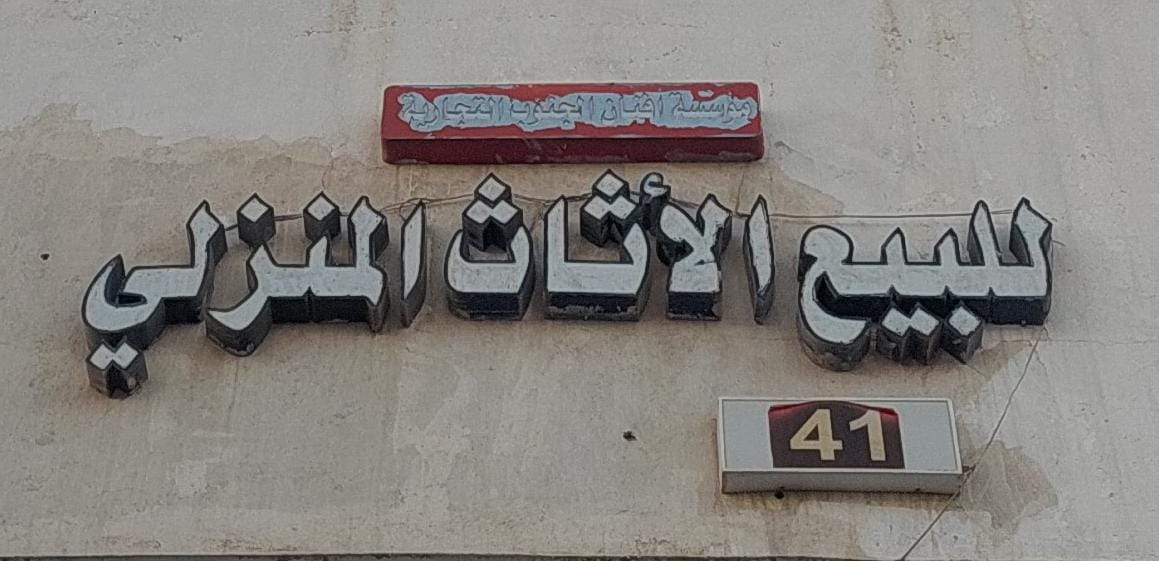 مؤسسة افنان الجنوب التجارية
للبيع الأثاث المنزلي
41